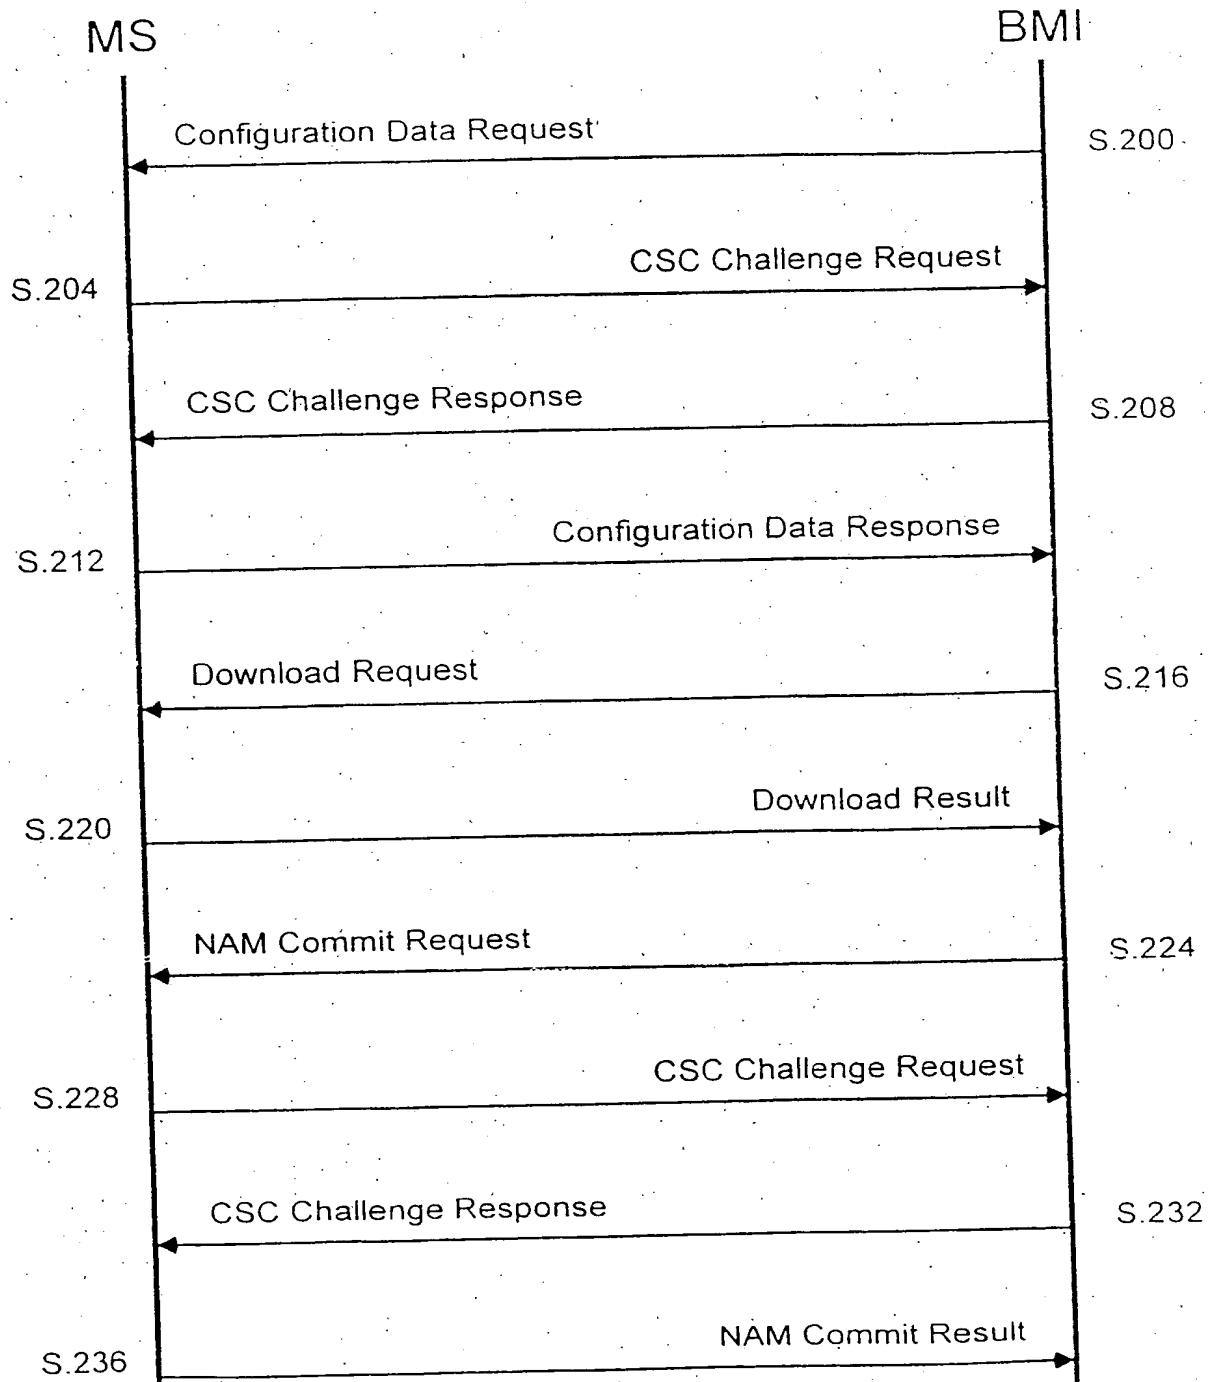 MS
BMI
Configuration Data Request
S.200
CSC Challenge Request
S.204
CSC Challenge Response
S.208
Configuration Data Response
S.212
Download Request
S.216
Download Result
S.220
NAM Commit Request
S.224
CSC Challenge Request
S.228
CSC Challenge Response
S.232
NAM Commit Result
S.236